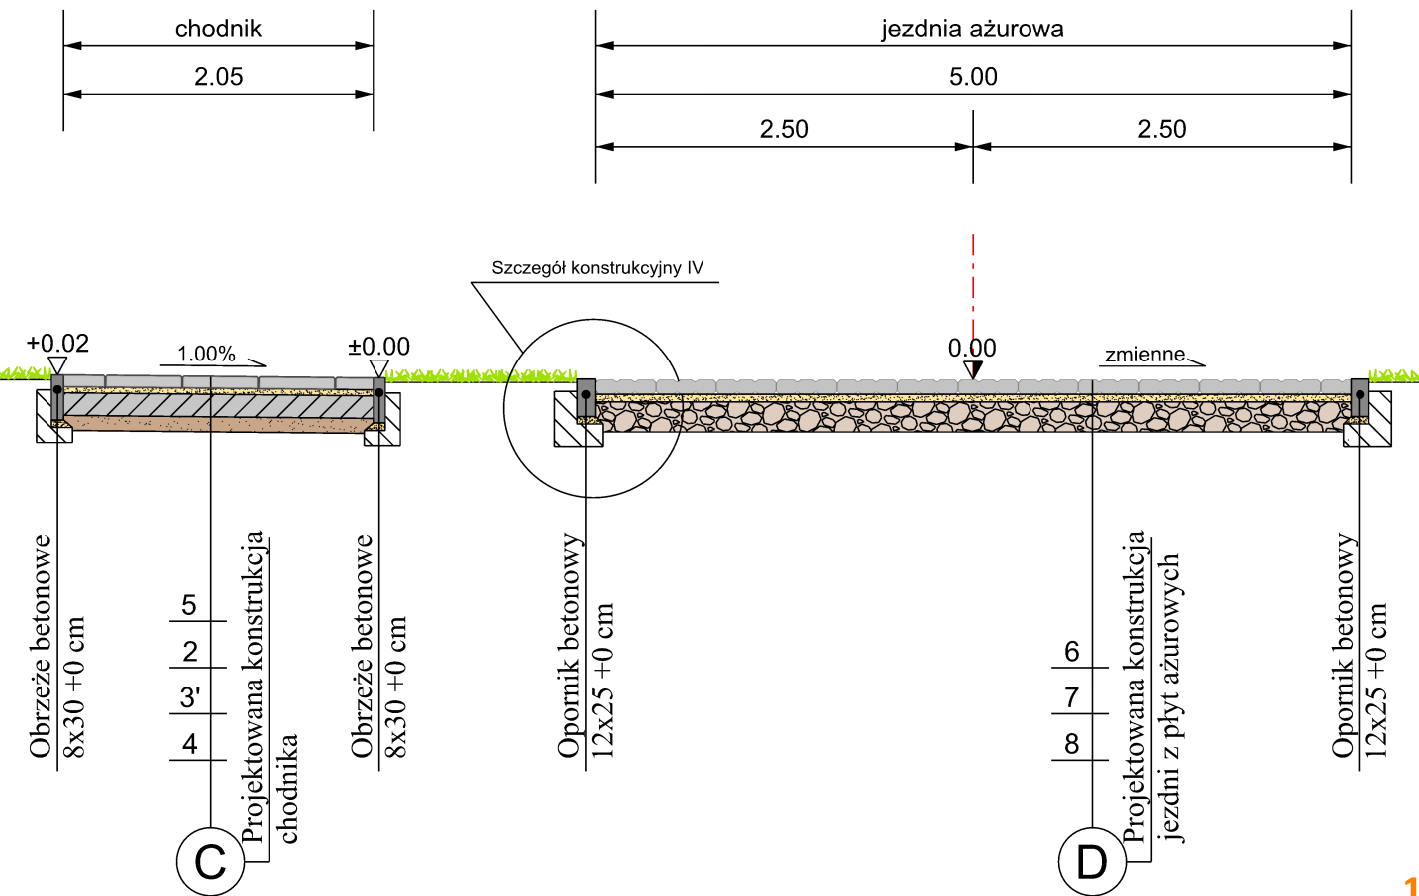 chodnik
2.05
jezdnia ażurowa
5.00
2.50
2.50
Szczegół konstrukcyjny IV
+0.02
1.00%
±0.00
0.00
zmienne
Obrzeże betonowe
8x30 +0 cm
5
2
3'
4
Projektowana konstrukcja
chodnika
C
Obrzeże betonowe
8x30 +0 cm
Opornik betonowy
12x25 +0 cm
6
7
8
Projektowana konstrukcja
jezdni z płyt ażurowych
D
Opornik betonowy
12x25 +0 cm
1